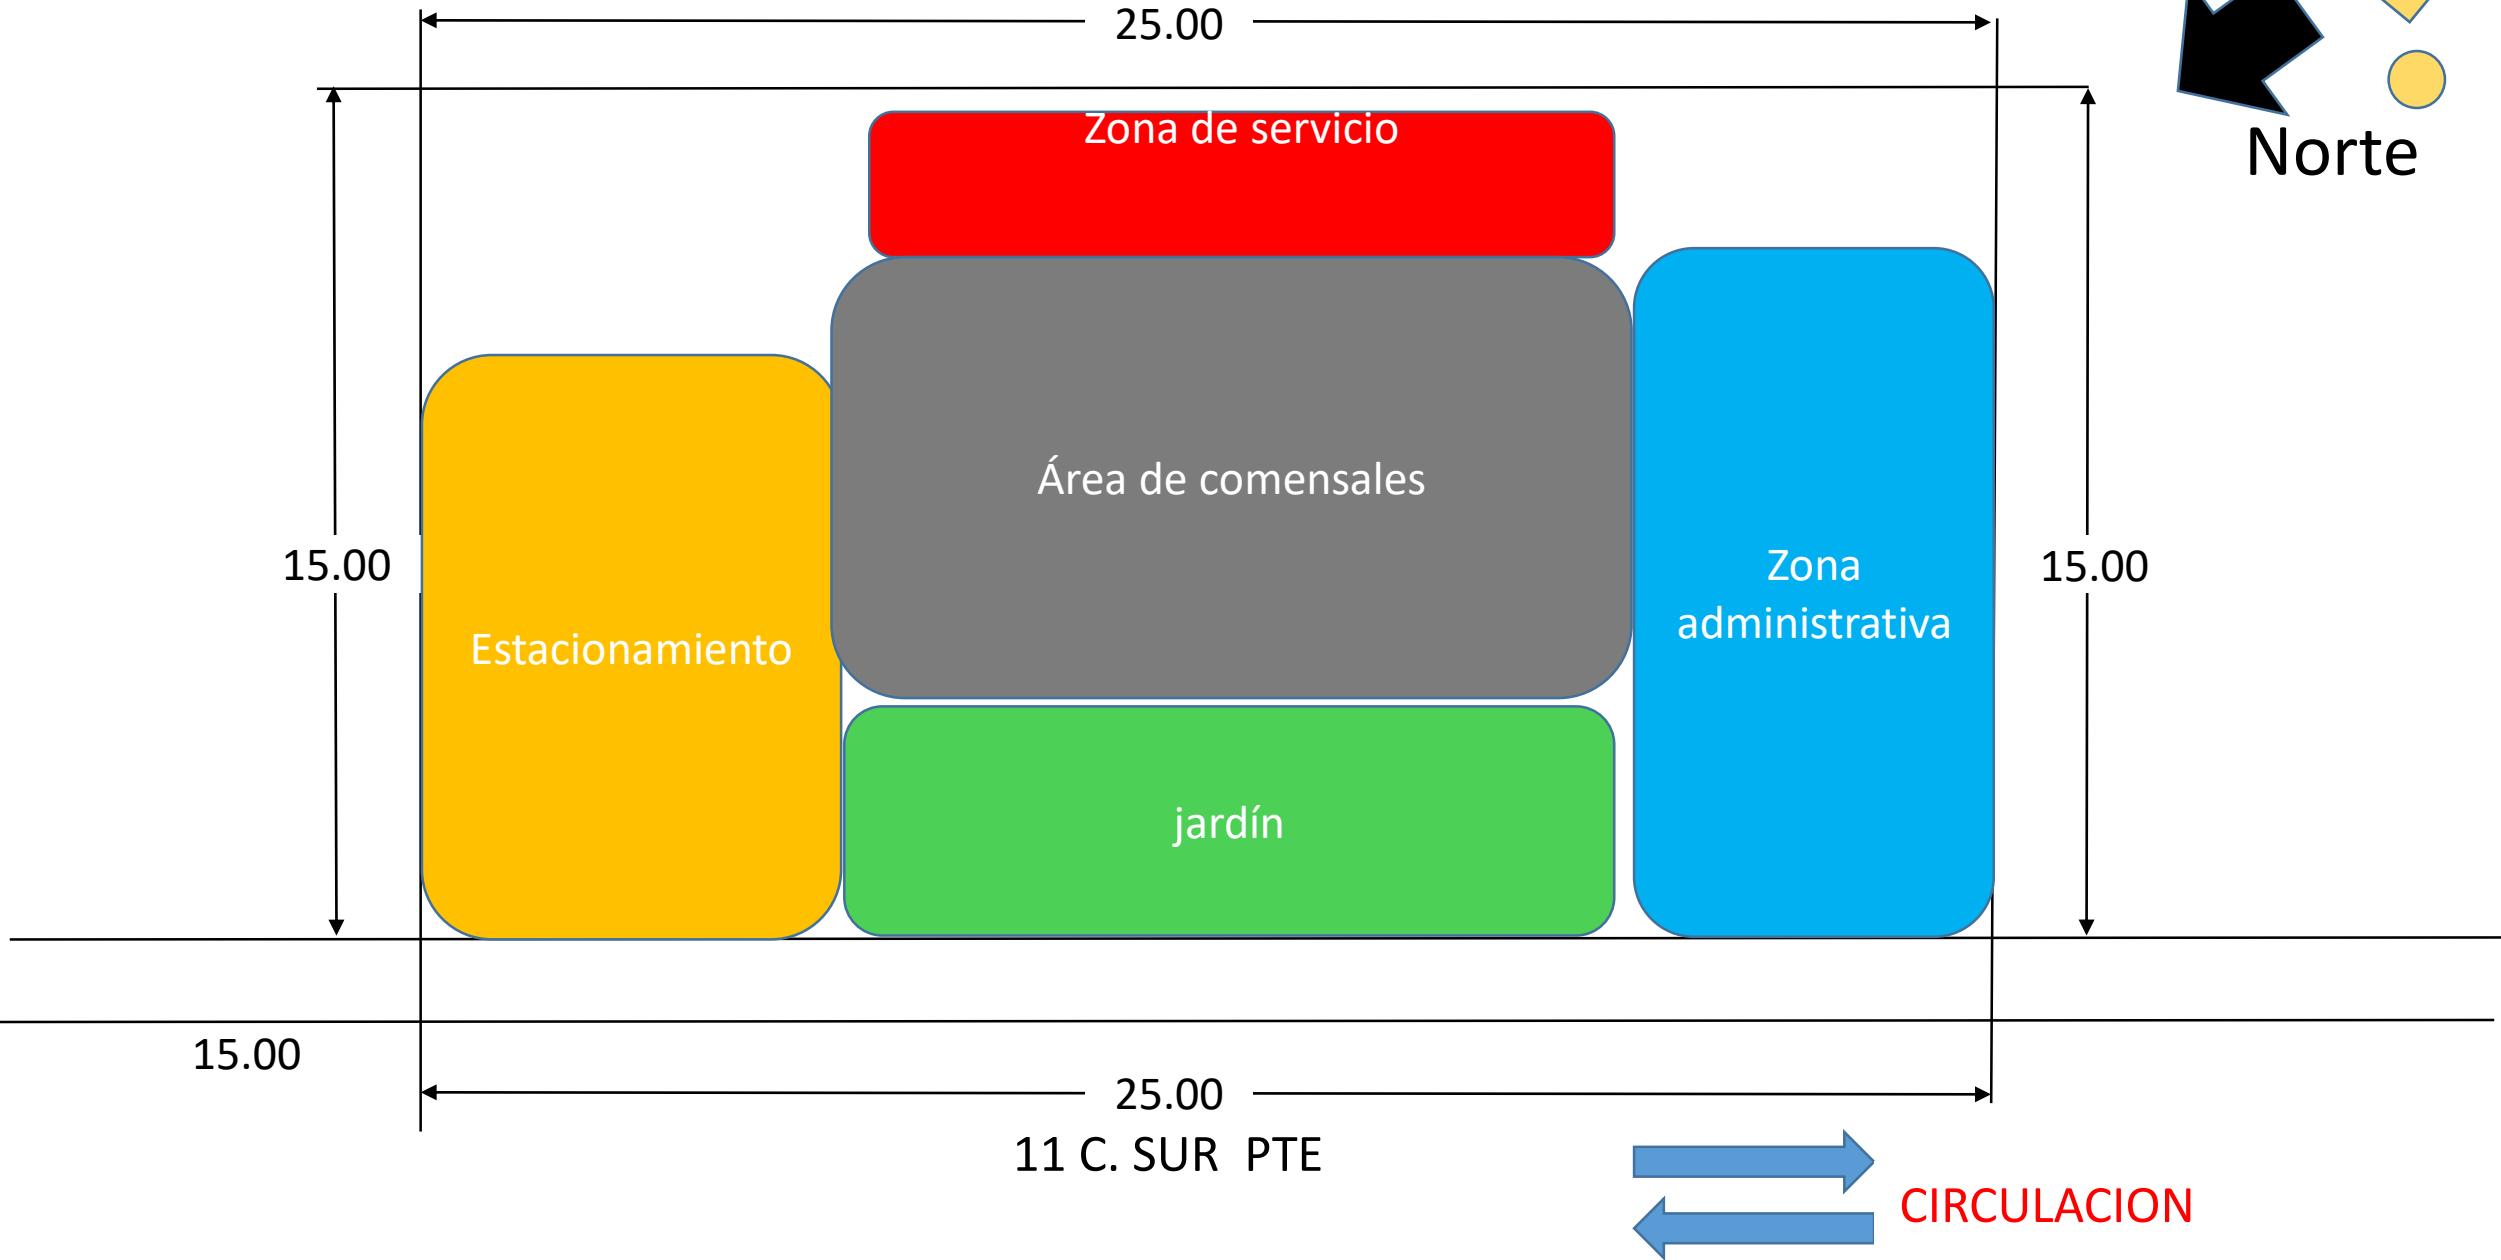 25.00
Zona de servicio
Norte
Área de comensales
15.00
Zona
administrativa
15.00
Estacionamiento
jardín
15.00
25.00
11 C. SUR  PTE
CIRCULACION